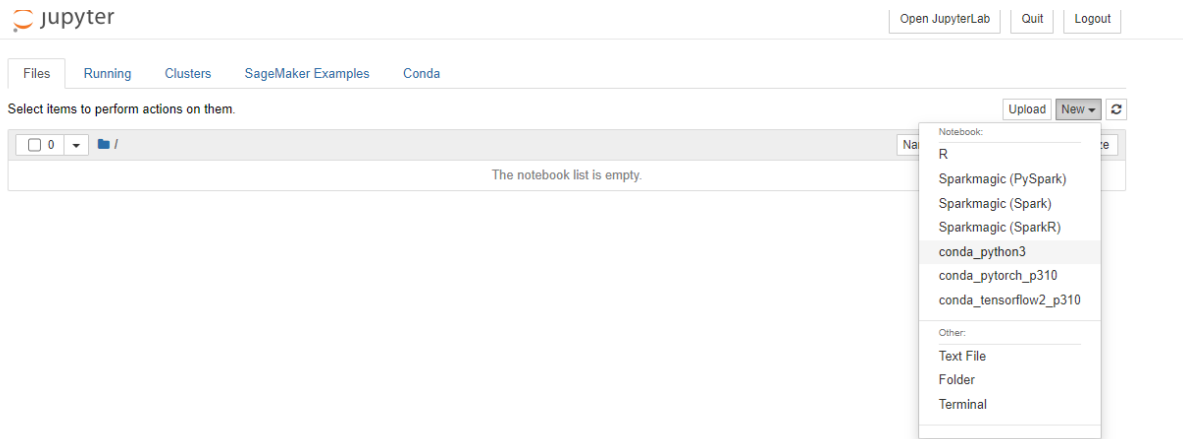 jupyter
Open JupyterLab Quit Logout
Files Running Clusters SageMaker Examples Conda
Select items to perform actions on them.
Upload New
0 /
The notebook list is empty.
Notebook:
R
Sparkmagic (PySpark)
Sparkmagic (Spark)
Sparkmagic (SparkR)
conda_python3
conda_pytorch_p310
conda_tensorflow2_p310
Other:
Text File
Folder
Terminal